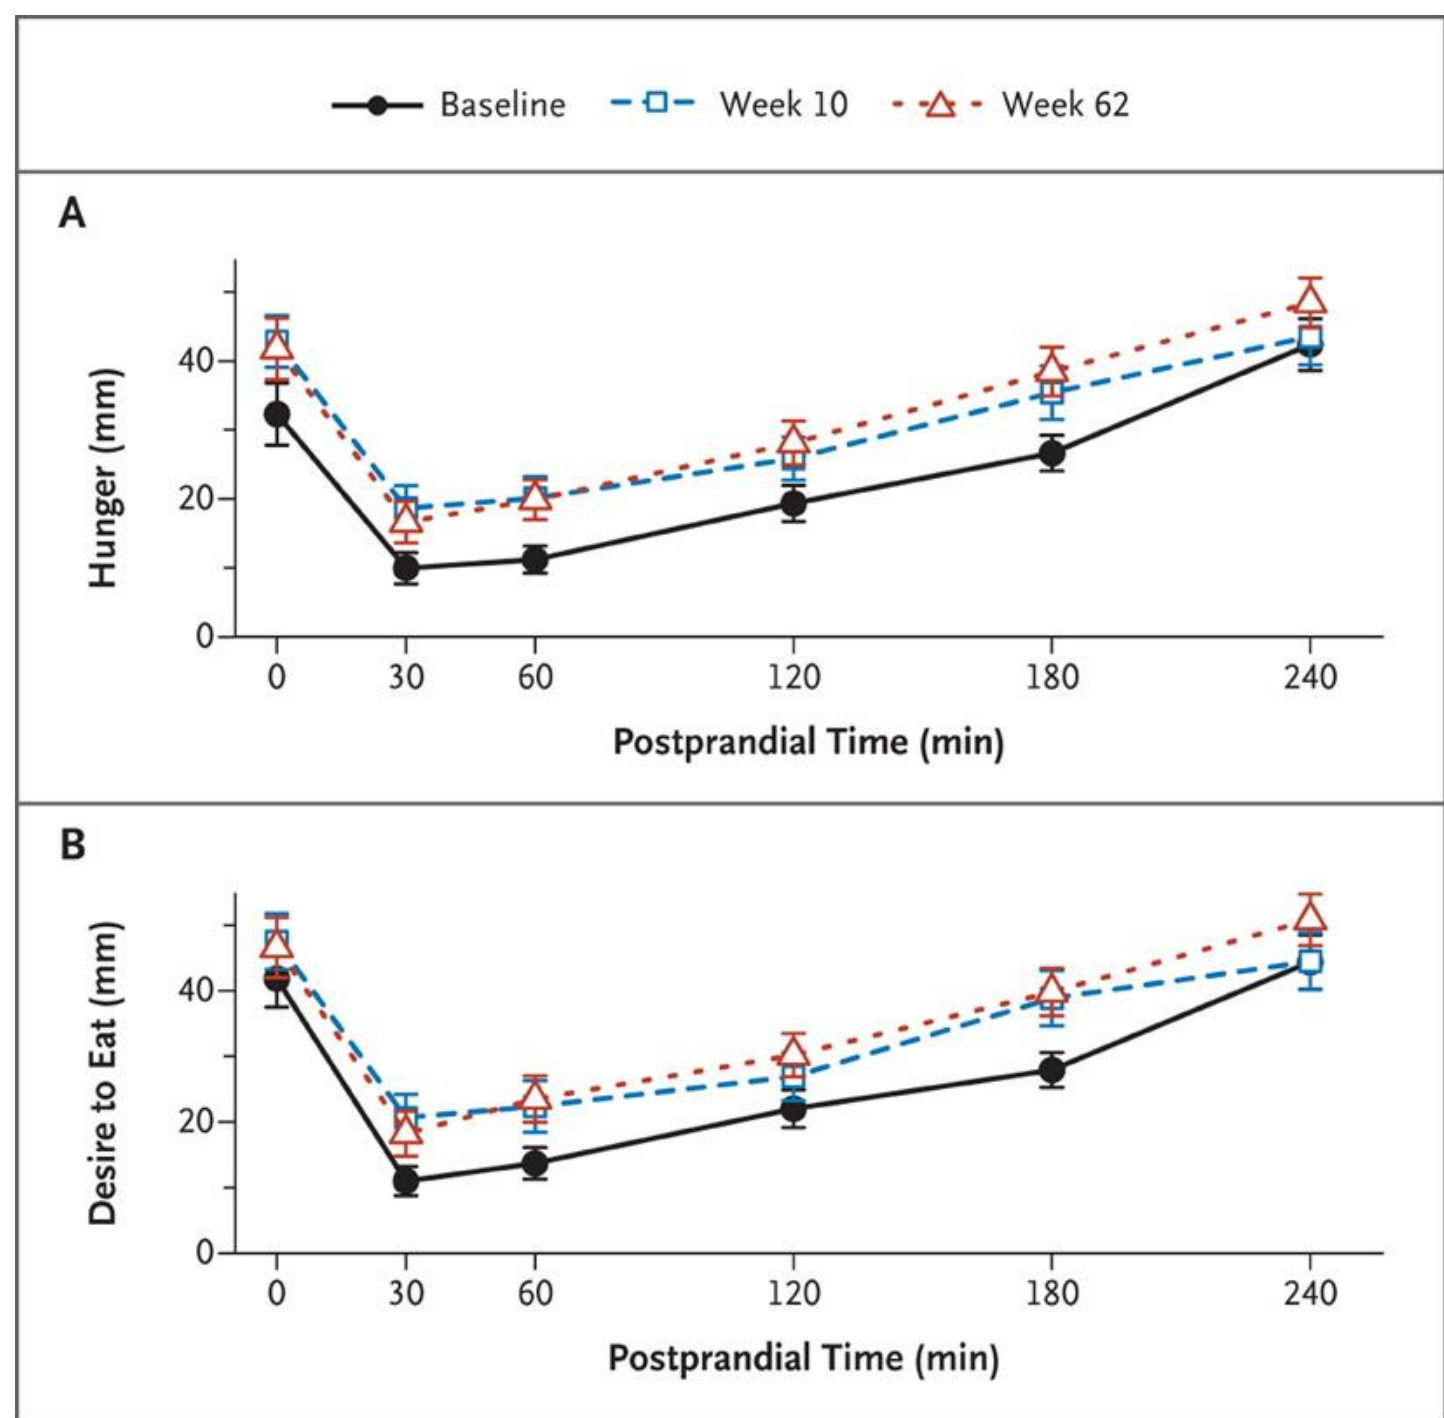 Baseline Week 10 Week 62
A
40
20
0
Hunger (mm)
0 30 60 120 180 240
Postprandial Time (min)
B
40
20
0
Desire to Eat (mm)
0 30 60 120 180 240
Postprandial Time (min)